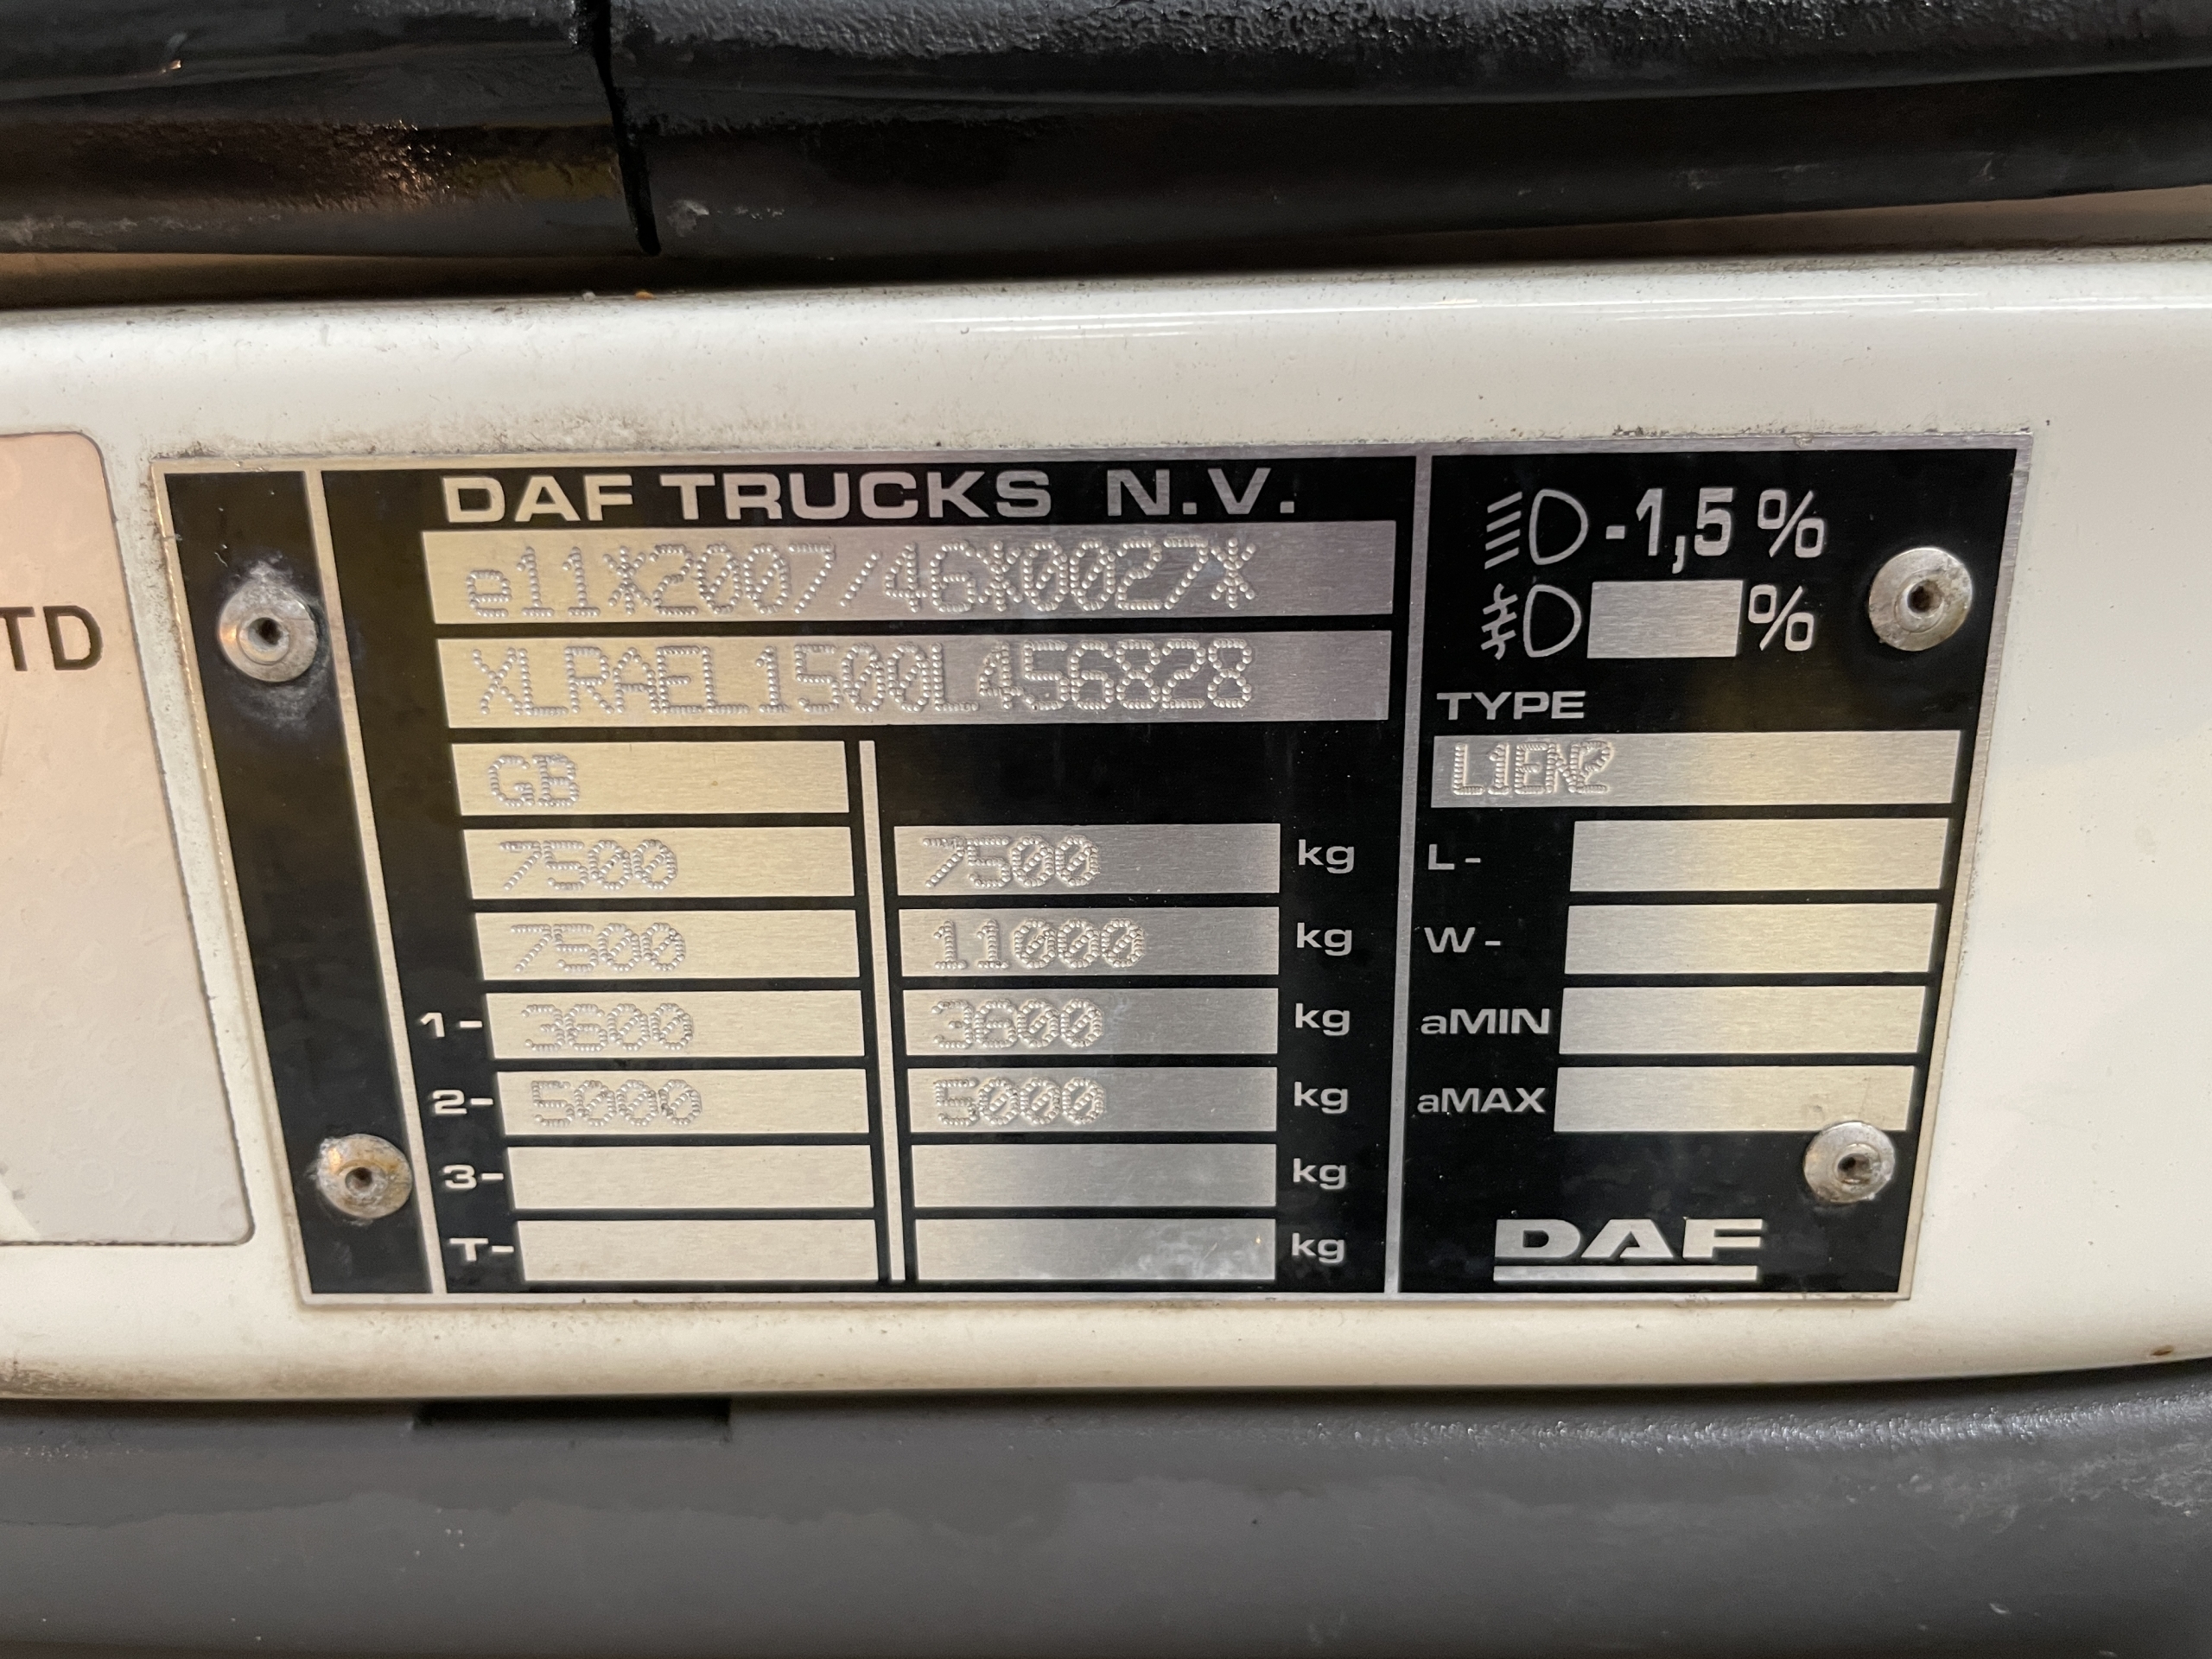 TD
DAF TRUCKS N.V.
e11*2007/46*0027*
XLRAEL1500L456828
GB
7500 7500 kg
7500 11000 kg
1- 3600 3600 kg
2- 5000 5000 kg
3- kg
T- kg
-1,5 %
%
TYPE
L1EN2
L-
W-
aMIN
aMAX
DAF